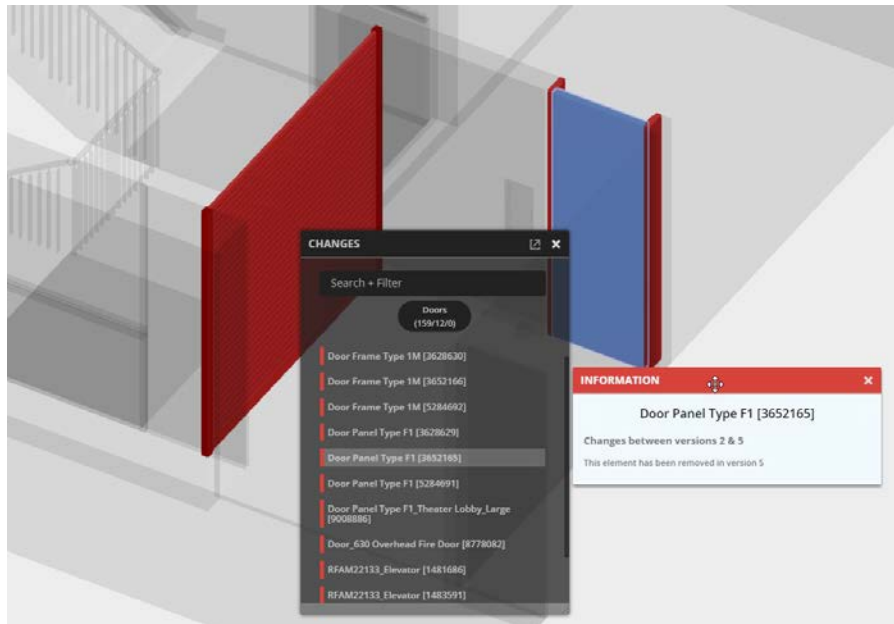 CHANGES
Search + Filter
Doors
(159/12/0)
Door Frame Type 1M [3628630]
Door Frame Type 1M [3652166]
Door Frame Type 1M [5284692]
Door Panel Type F1 [3628629]
Door Panel Type F1 [3652165]
Door Panel Type F1 [5284691]
Door Panel Type F1_Theater Lobby_Large
[9008886]
Door_630 Overhead Fire Door [8778082]
RFAM22133_Elevator [1481686]
RFAM22133_Elevator [1483591]
INFORMATION
Door Panel Type F1 [3652165]
Changes between versions 2 & 5
This element has been removed in version 5